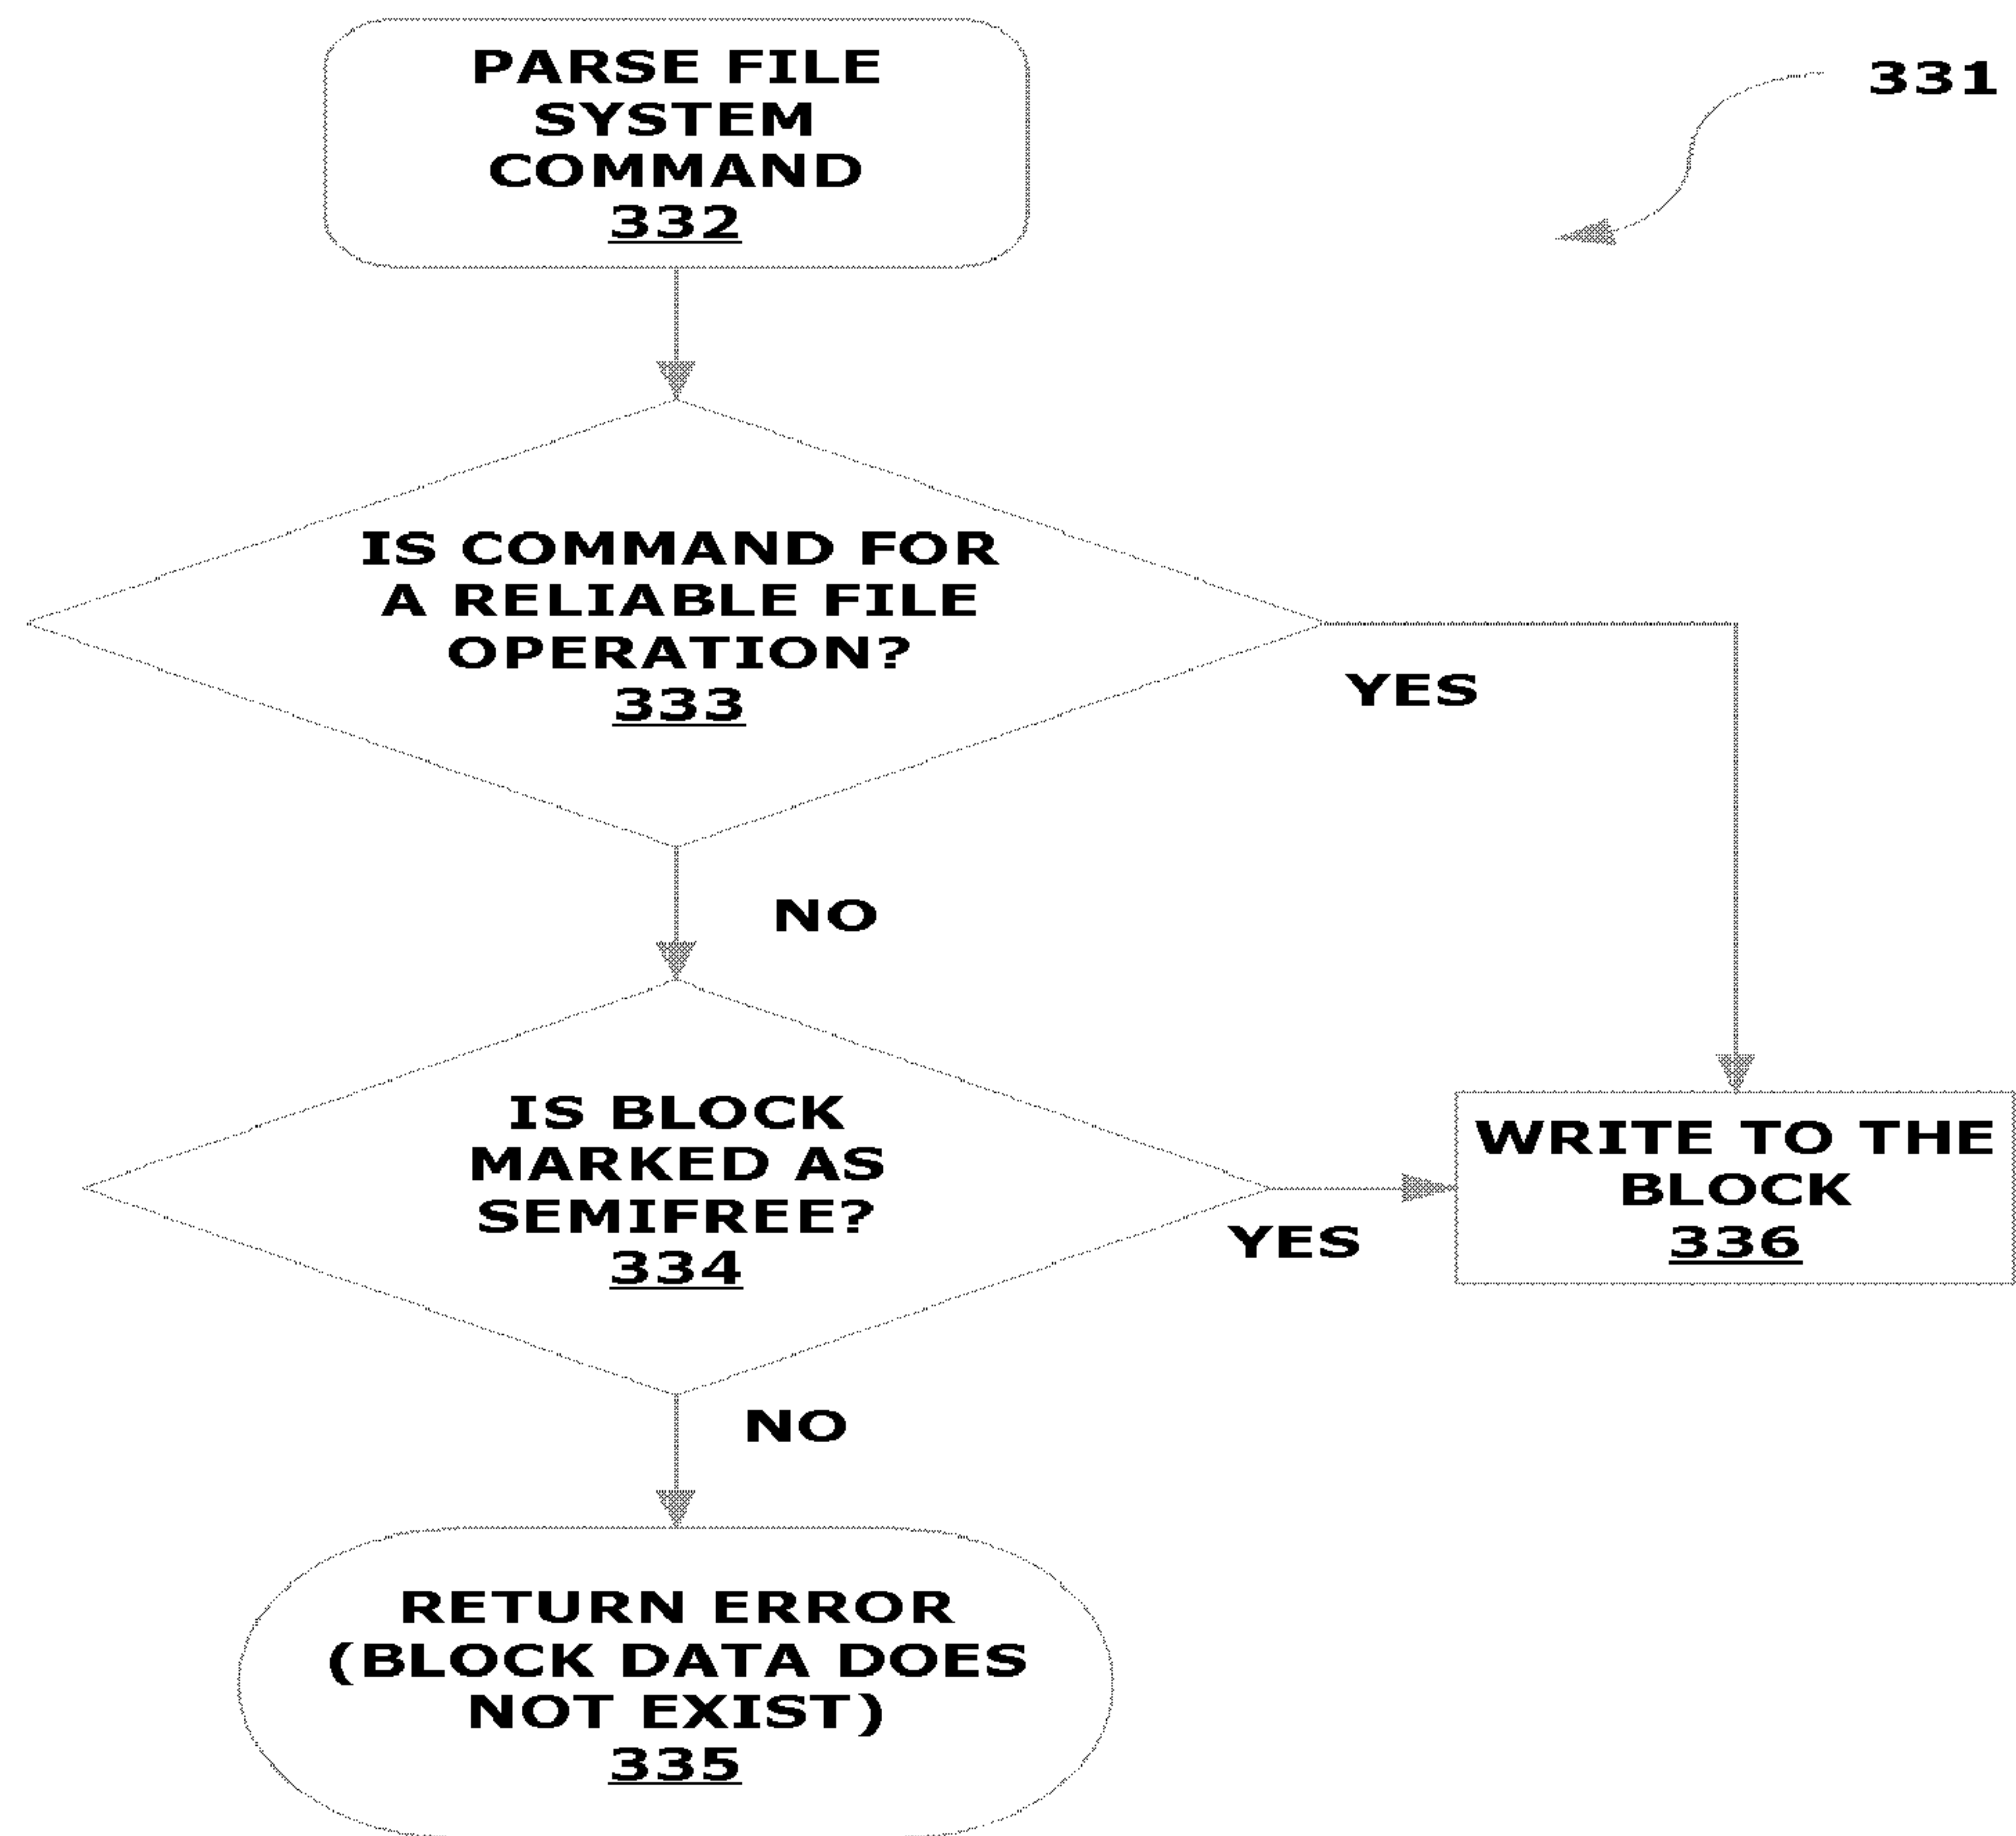 PARSE FILE
SYSTEM
COMMAND
332
331
IS COMMAND FOR
A RELIABLE FILE
OPERATION?
333
YES
NO
IS BLOCK
MARKED AS
SEMIFREE?
334
YES
WRITE TO THE
BLOCK
336
NO
RETURN ERROR
(BLOCK DATA DOES
NOT EXIST)
335